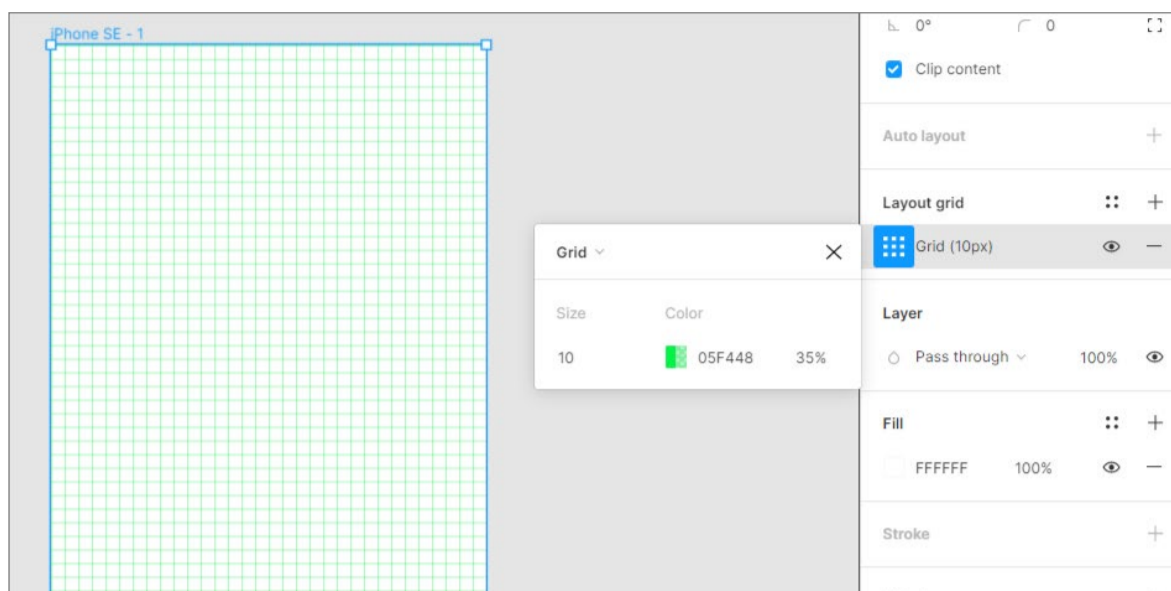 iPhone SE - 1
0° 0
Clip content
Auto layout
Layout grid
Grid (10px)
Grid
Size Color
10 05F448 35%
Layer
Pass through 100%
Fill
FFFFFF 100%
Stroke